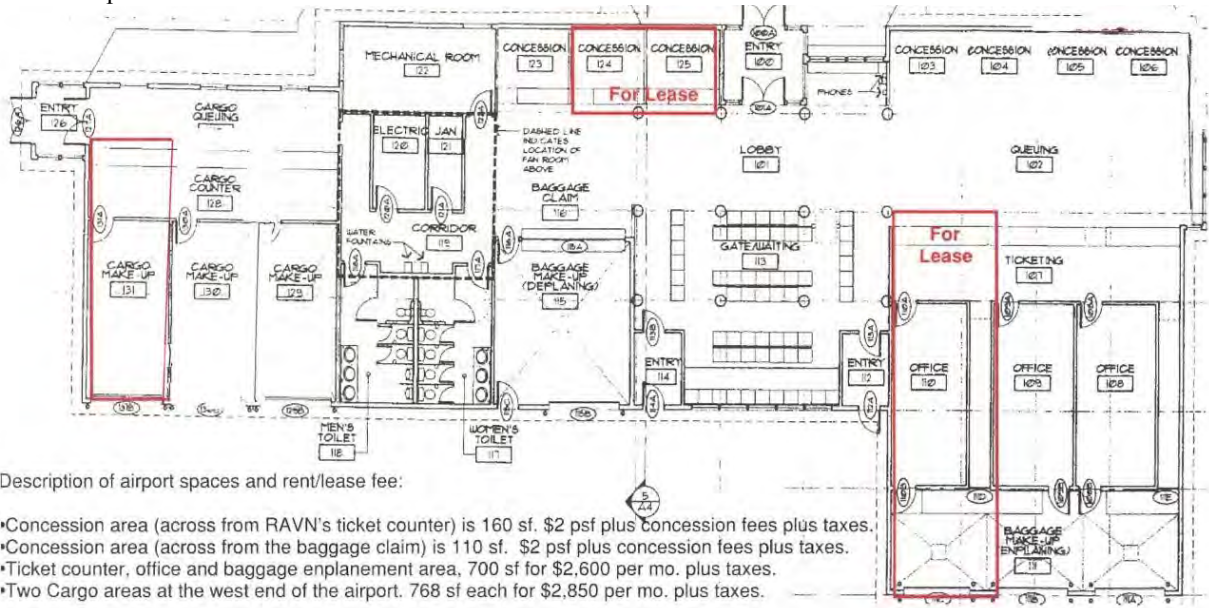 MECHANICAL ROOM
122
CONCESSION
123
CONCESSION
124
CONCESSION
125
For Lease
100A
ENTRY
100
101A
PHONES
CONCESSION
103
CONCESSION
104
CONCESSION
105
CONCESSION
106
ENTRY
126
CARGO
QUEUING
ELECTRIC
120
JAN
121
DASHED LINE
INDICATES
LOCATION OF
FAN ROOM
ABOVE
LOBBY
101
QUEUING
102
CARGO
COUNTER
128
BAGGAGE
CLAIM
116
CORRIDOR
119
WATER
FOUNTAINS
GATE/WAITING
113
For
Lease
TICKETING
107
CARGO
MAKE-UP
131
CARGO
MAKE-UP
130
CARGO
MAKE-UP
129
BAGGAGE
MAKE-UP
(DEPLANING)
115
ENTRY
114
ENTRY
112
OFFICE
110
OFFICE
109
OFFICE
108
MEN'S
TOILET
118
WOMEN'S
TOILET
117
5
A4
BAGGAGE
MAKE-UP
(ENPLANING)
111
Description of airport spaces and rent/lease fee:
•Concession area (across from RAVN's ticket counter) is 160 sf. $2 psf plus concession fees plus taxes.
•Concession area (across from the baggage claim) is 110 sf. $2 psf plus concession fees plus taxes.
•Ticket counter, office and baggage enplanement area, 700 sf for $2,600 per mo. plus taxes.
•Two Cargo areas at the west end of the airport. 768 sf each for $2,850 per mo. plus taxes.